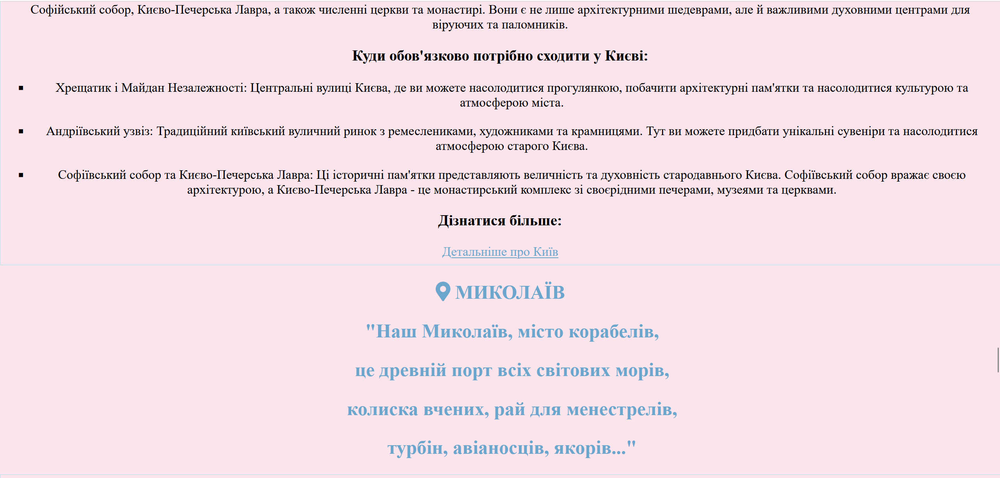 Софійський собор, Києво-Печерська Лавра, а також численні церкви та монастирі. Вони є не лише архітектурними шедеврами, але й важливими духовними центрами для
віруючих та паломників.
Куди обов'язково потрібно сходити у Києві:
▪ Хрещатик і Майдан Незалежності: Центральні вулиці Києва, де ви можете насолодитися прогулянкою, побачити архітектурні пам'ятки та насолодитися культурою та
атмосферою міста.
▪ Андріївський узвіз: Традиційний київський вуличний ринок з ремеслениками, художниками та крамницями. Тут ви можете придбати унікальні сувеніри та насолодитися
атмосферою старого Києва.
▪ Софіївський собор та Києво-Печерська Лавра: Ці історичні пам'ятки представляють величність та духовність стародавнього Києва. Софіївський собор вражає своєю
архітектурою, а Києво-Печерська Лавра - це монастирський комплекс зі своєрідними печерами, музеями та церквами.
Дізнатися більше:
Детальніше про Київ
МИКОЛАЇВ
"Наш Миколаїв, місто корабелів,
це древній порт всіх світових морів,
колиска вчених, рай для менестрелів,
турбін, авіаносців, якорів..."